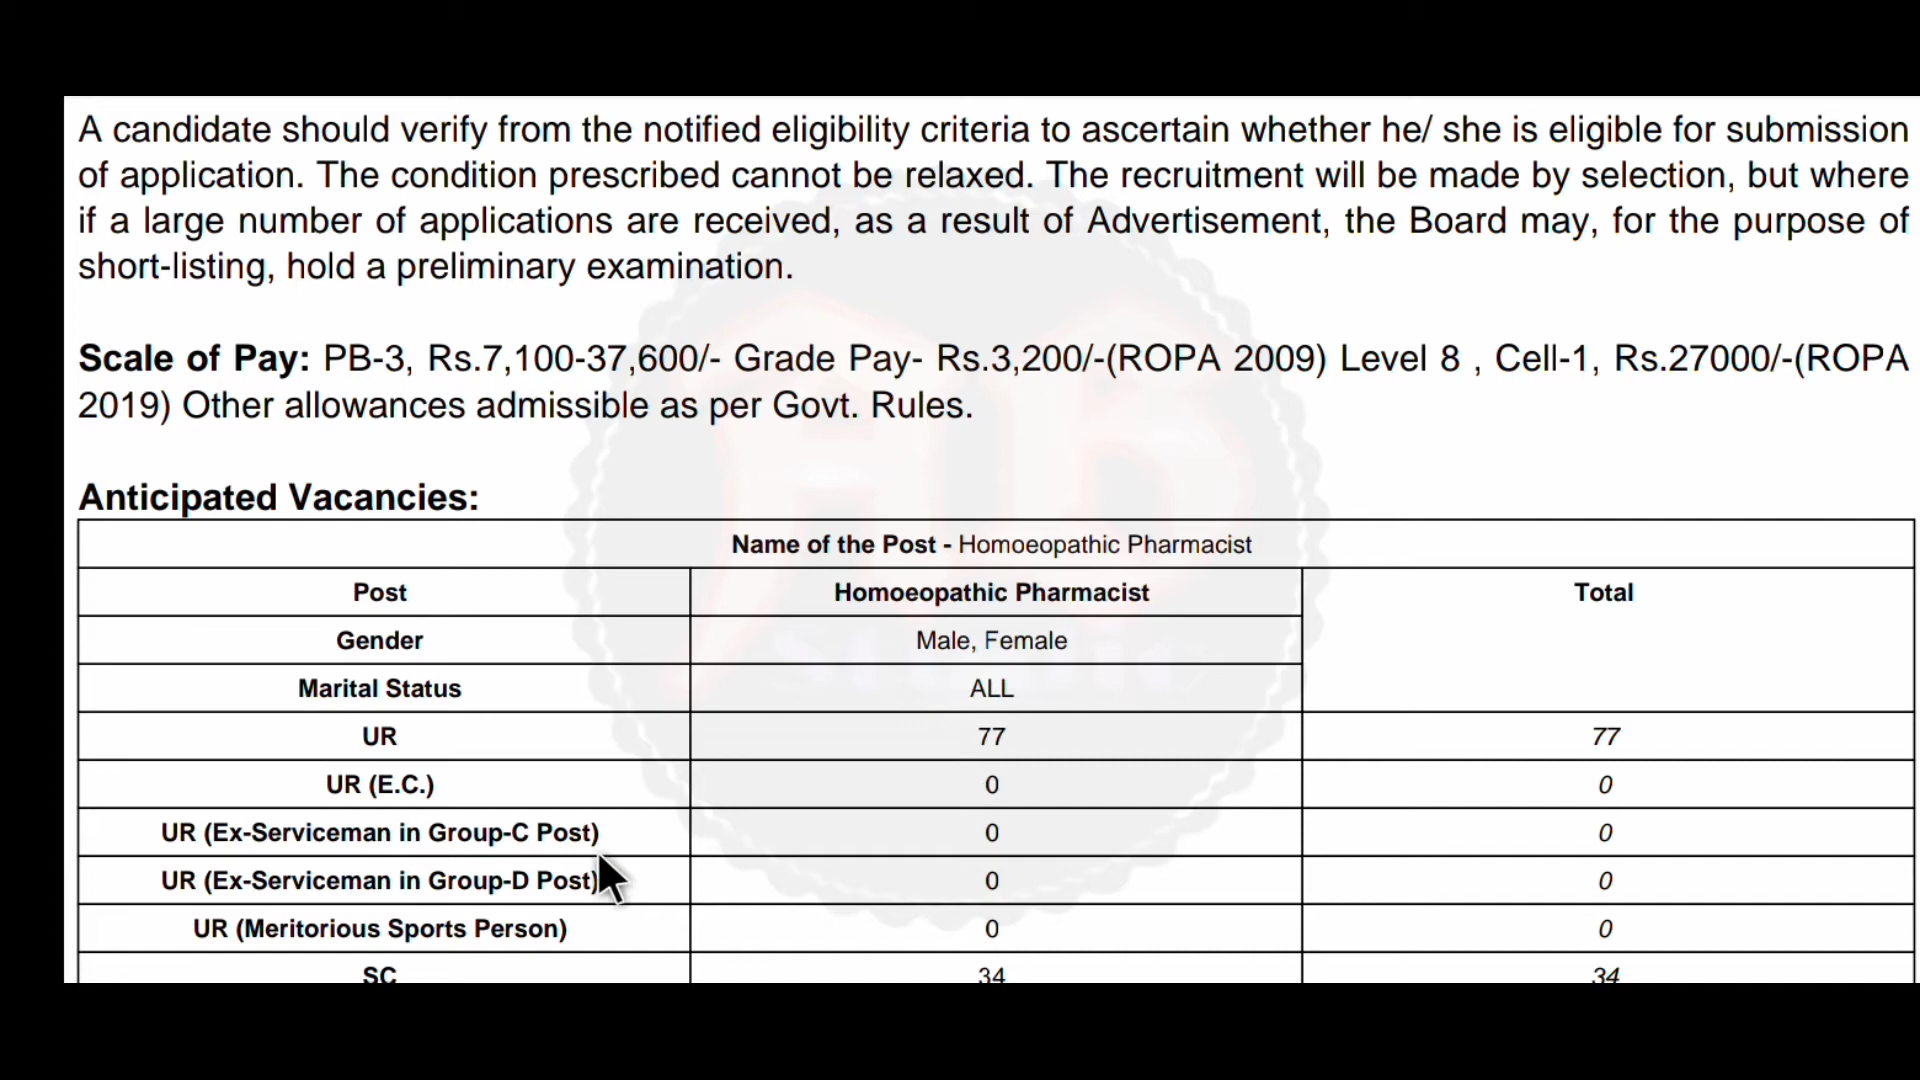 A candidate should verify from the notified eligibility criteria to ascertain whether he/ she is eligible for submission
of application. The condition prescribed cannot be relaxed. The recruitment will be made by selection, but where
if a large number of applications are received, as a result of Advertisement, the Board may, for the purpose of
short-listing, hold a preliminary examination.
Scale of Pay: PB-3, Rs.7,100-37,600/- Grade Pay- Rs.3,200/-(ROPA 2009) Level 8 , Cell-1, Rs.27000/-(ROPA
2019) Other allowances admissible as per Govt. Rules.
Anticipated Vacancies:
Name of the Post - Homoeopathic Pharmacist
Post Homoeopathic Pharmacist Total
Gender Male, Female
Marital Status ALL
UR 77 77
UR (E.C.) 0 0
UR (Ex-Serviceman in Group-C Post) 0 0
UR (Ex-Serviceman in Group-D Post) 0 0
UR (Meritorious Sports Person) 0 0
SC 34 34